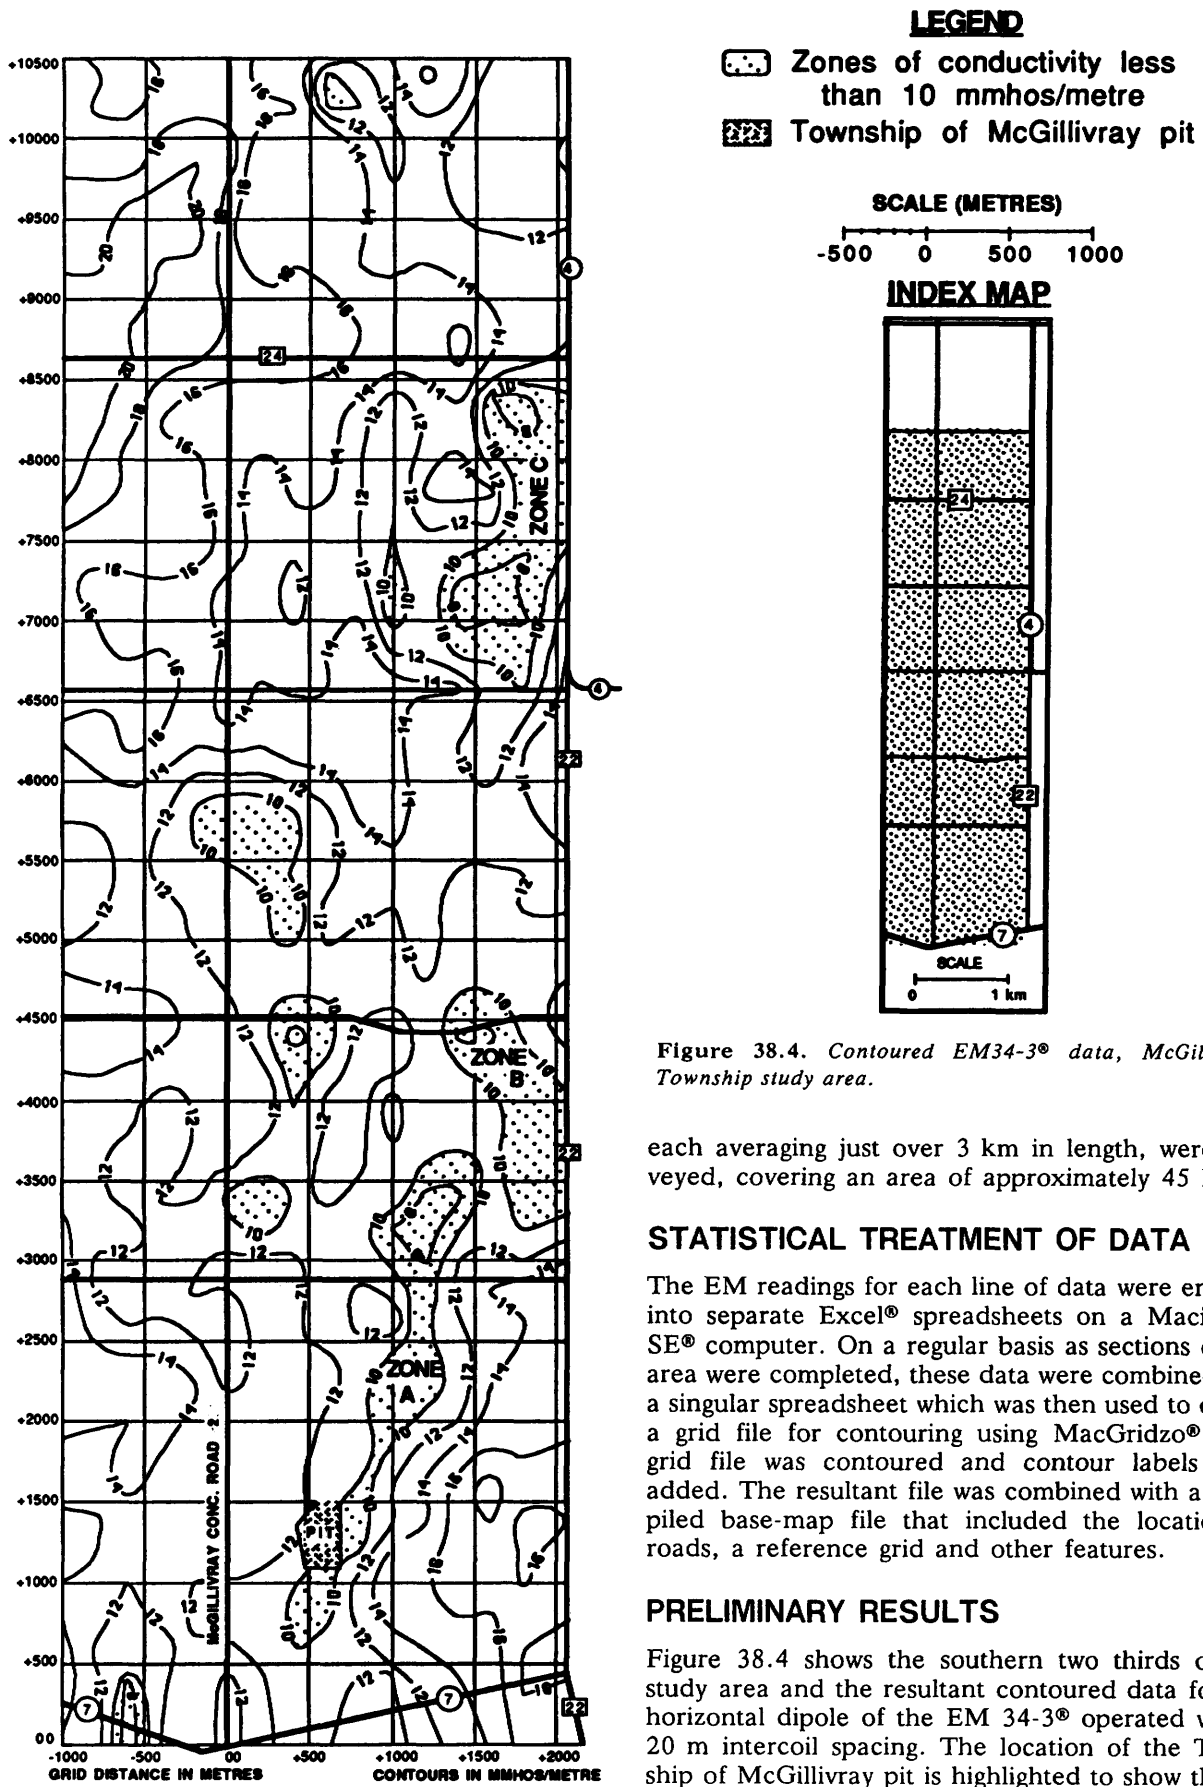 LEGEND
Zones of conductivity less
than 10 mmhos/metre
Township of McGillivray pit
SCALE (METRES)
-500 0 500 1000
INDEX MAP
24
4
22
7
SCALE
0 1 km
+10500
+10000
+9500
+9000
+8500
+8000
+7500
+7000
+6500
+6000
+5500
+5000
+4500
+4000
+3500
+3000
+2500
+2000
+1500
+1000
+500
00
-1000 -500 00 +500 +1000 +1500 +2000
GRID DISTANCE IN METRES CONTOURS IN MMHOS/METRE
4
24
ZONE C
4
22
ZONE
B
22
ZONE
A
McGILLIVRAY CONC. ROAD 2
PIT
7
7
22
Figure 38.4. Contoured EM34-3® data, McGil
Township study area.
each averaging just over 3 km in length, wer
veyed, covering an area of approximately 45
STATISTICAL TREATMENT OF DATA
The EM readings for each line of data were en
into separate Excel® spreadsheets on a Maci
SE® computer. On a regular basis as sections
area were completed, these data were combine
a singular spreadsheet which was then used to
a grid file for contouring using MacGridzo®
grid file was contoured and contour labels
added. The resultant file was combined with a
piled base-map file that included the locati
roads, a reference grid and other features.
PRELIMINARY RESULTS
Figure 38.4 shows the southern two thirds o
study area and the resultant contoured data fo
horizontal dipole of the EM 34-3® operated
20 m intercoil spacing. The location of the T
ship of McGillivray pit is highlighted to show th